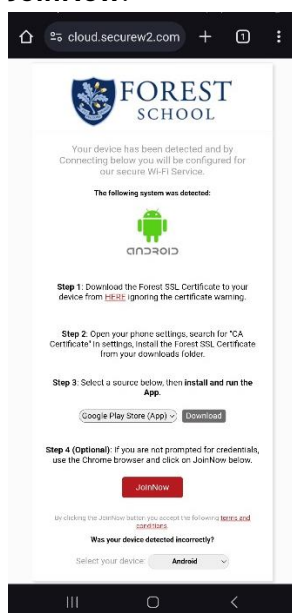 JoinNow.
cloud.securew2.com
1
FOREST
SCHOOL
Your device has been detected and by
Connecting below you will be configured for
our secure Wi-Fi Service.
The following system was detected:
ANDROID
Step 1: Download the Forest SSL Certificate to your
device from HERE ignoring the certificate warning.
Step 2: Open your phone settings, search for "CA
Certificate" in settings, install the Forest SSL Certificate
from your downloads folder.
Step 3: Select a source below, then install and run the
App.
Google Play Store (App) Download
Step 4 (Optional): If you are not prompted for credentials,
use the Chrome browser and click on JoinNow below.
JoinNow
By clicking the JoinNow button you accept the following terms and
conditions.
Was your device detected incorrectly?
Select your device: Android